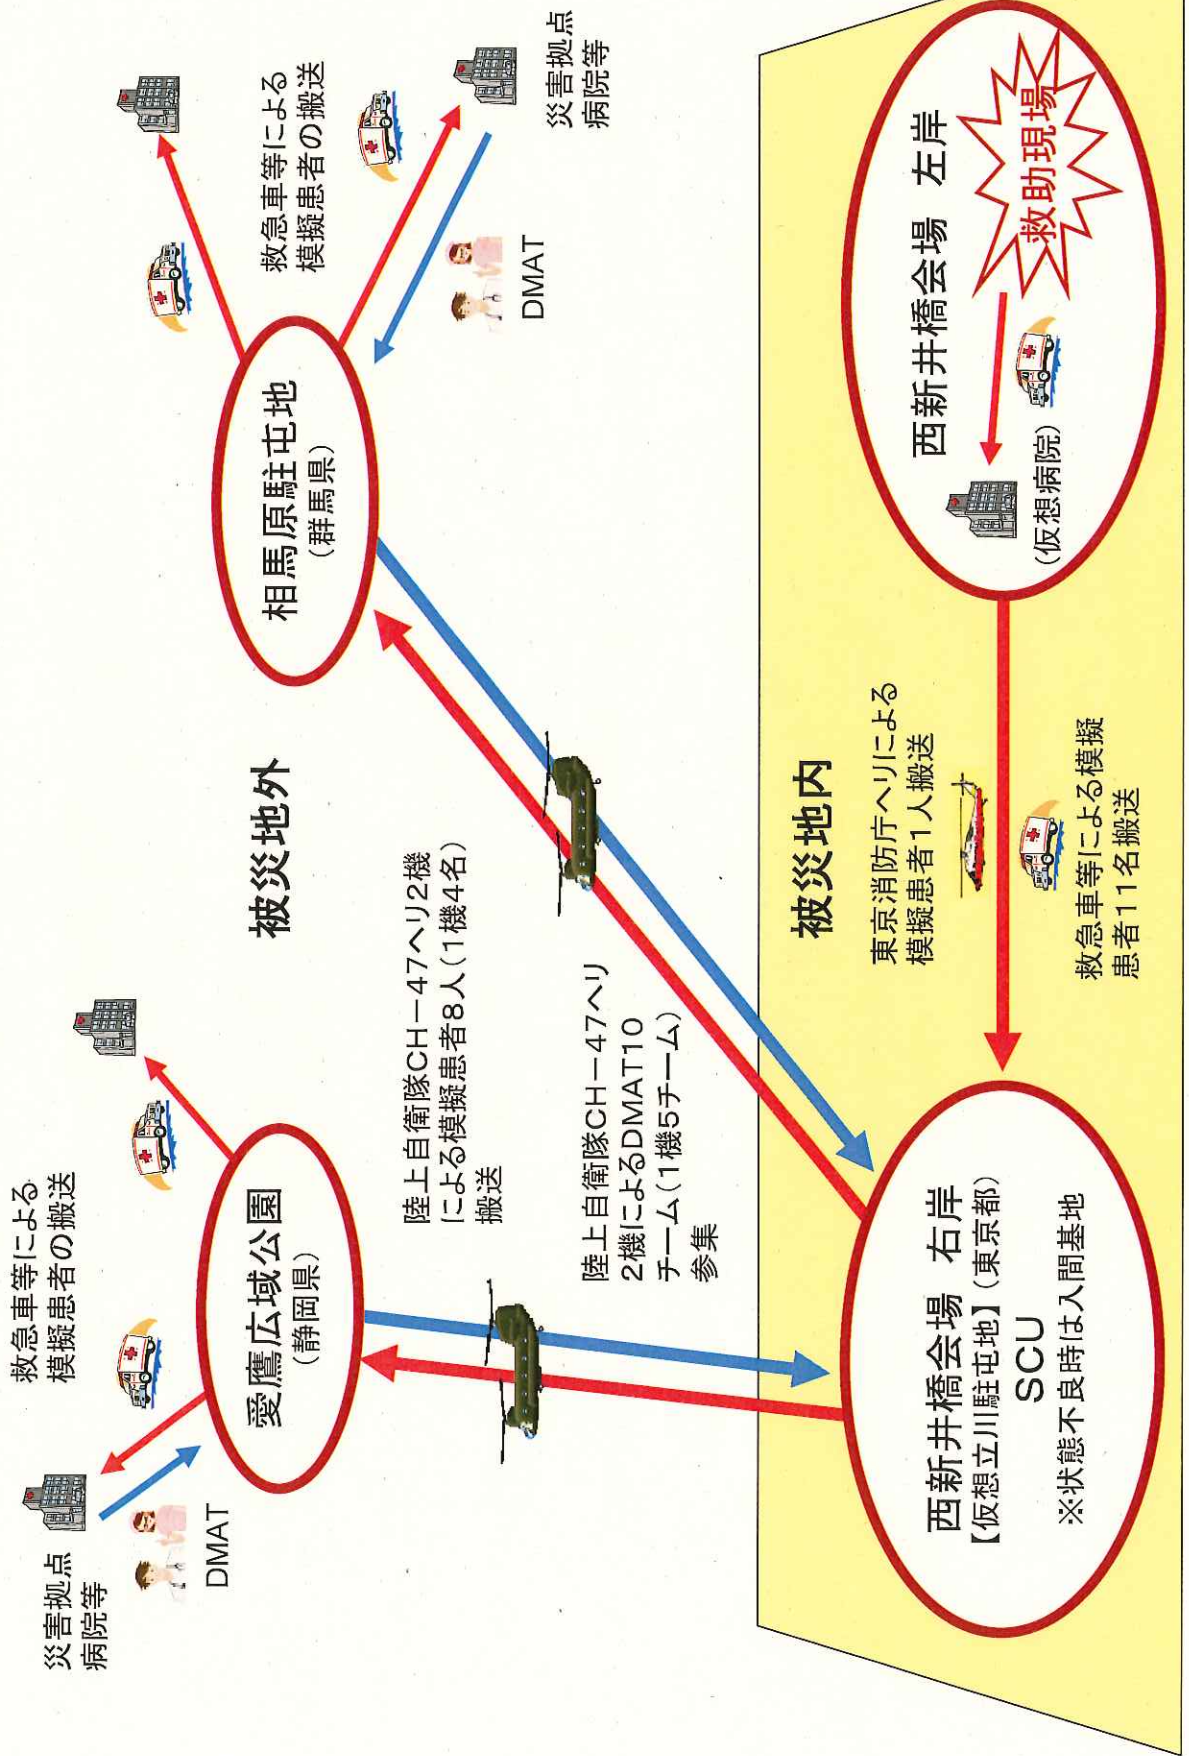 災害拠点
病院等
DMAT
救急車等による
模擬患者の搬送
愛鷹広域公園
（静岡県）
被災地外
救急車等による
模擬患者の搬送
災害拠点
病院等
DMAT
相馬原駐屯地
（群馬県）
陸上自衛隊CH－47ヘリ2機
による模擬患者8人（1機4名）
搬送
陸上自衛隊CH－47ヘリ
2機によるDMAT10
チーム（1機5チーム）
参集
被災地内
西新井橋会場　右岸
【仮想立川駐屯地】（東京都）
SCU
※状態不良時は入間基地
東京消防庁ヘリによる
模擬患者1人搬送
救急車等による模擬
患者11名搬送
西新井橋会場　左岸
救助現場
（仮想病院）